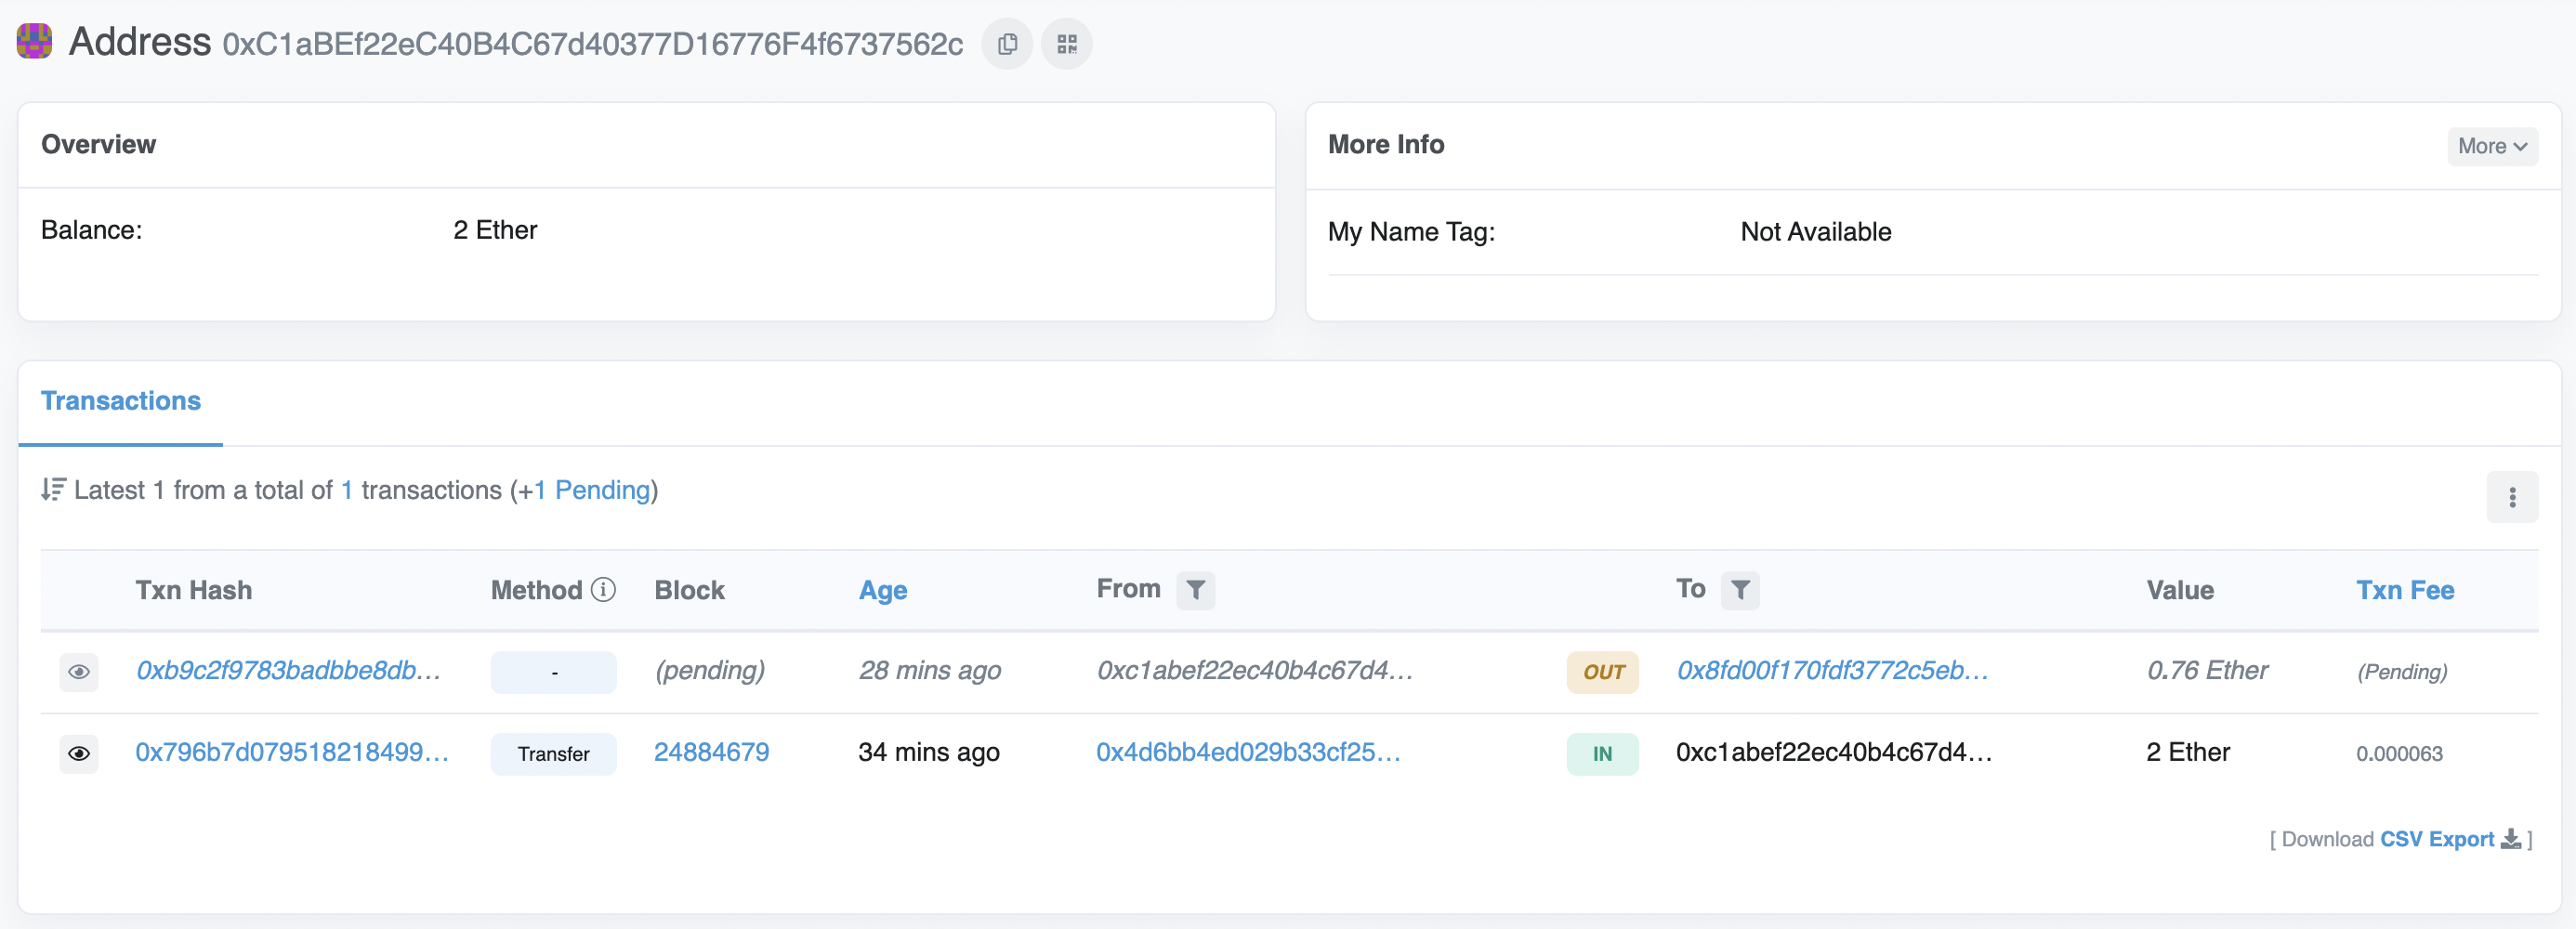 Address 0xC1aBEf22eC40B4C67d40377D16776F4f6737562c
Overview
Balance: 2 Ether
More Info
More
My Name Tag: Not Available
Transactions
Latest 1 from a total of 1 transactions (+1 Pending)
Txn Hash Method Block Age From To Value Txn Fee
0xb9c2f9783badbbe8db... - (pending) 28 mins ago 0xc1abef22ec40b4c67d4... OUT 0x8fd00f170fdf3772c5eb... 0.76 Ether (Pending)
0x796b7d079518218499... Transfer 24884679 34 mins ago 0x4d6bb4ed029b33cf25... IN 0xc1abef22ec40b4c67d4... 2 Ether 0.000063
[ Download CSV Export ]